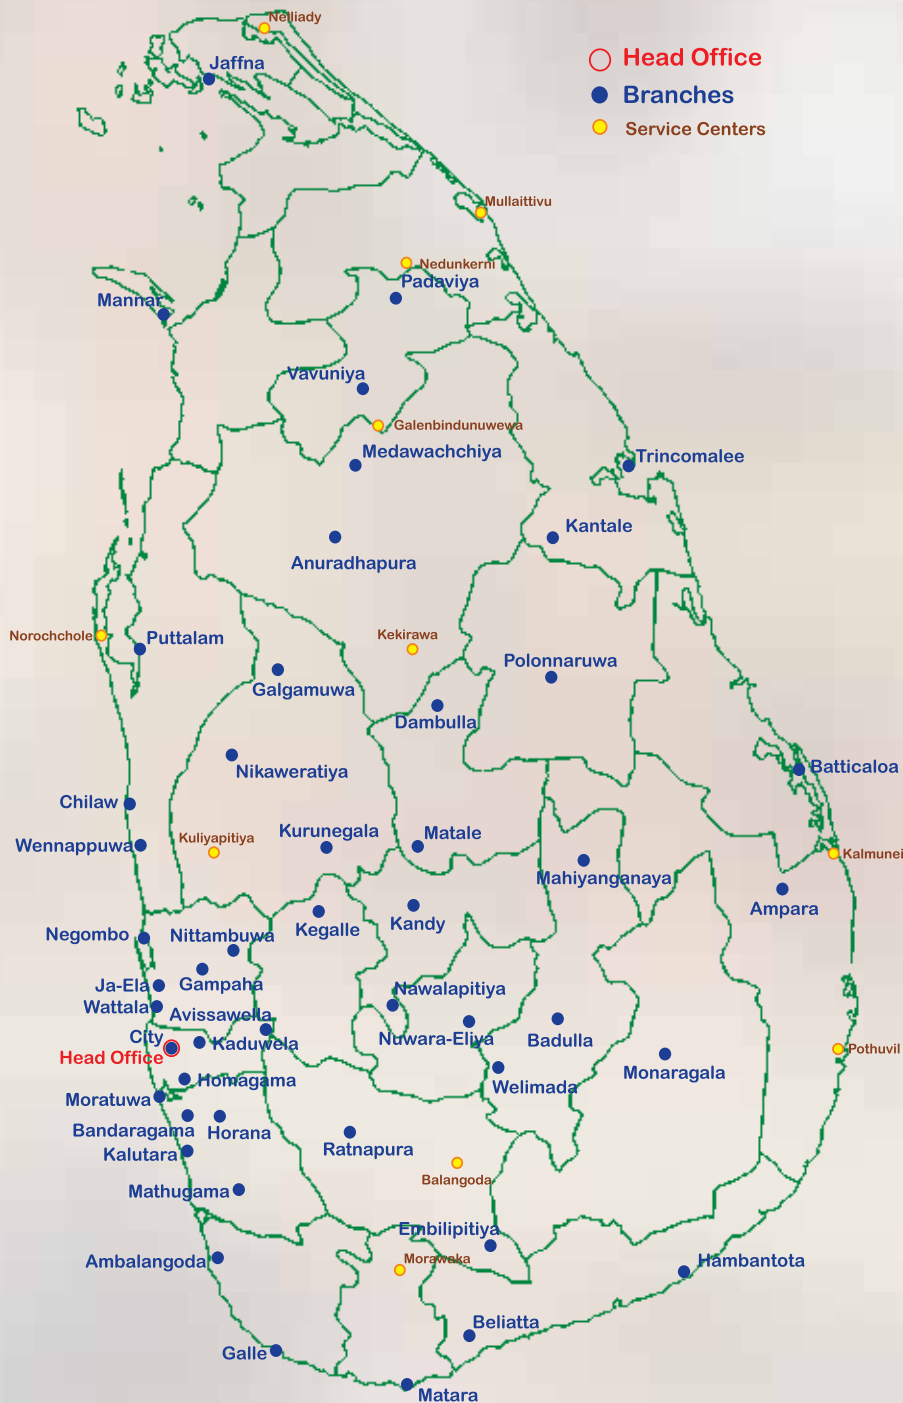 Nelliady
Jaffna
Head Office
Branches
Service Centers
Mullaittivu
Nedunkerni
Padaviya
Mannar
Vavuniya
Galenbindunuwewa
Medawachchiya
Trincomalee
Kantale
Anuradhapura
Norochchole
Puttalam
Kekirawa
Polonnaruwa
Galgamuwa
Dambulla
Nikaweratiya
Batticaloa
Chilaw
Kuliyapitiya
Kurunegala
Matale
Wennappuwa
Kalmunei
Mahiyanganaya
Ampara
Negombo
Nittambuwa
Kegalle
Kandy
Ja-Ela
Gampaha
Nawalapitiya
Wattala
Avissawella
City
Kaduwela
Nuwara-Eliya
Badulla
Pothuvil
Head Office
Homagama
Welimada
Monaragala
Moratuwa
Bandaragama
Horana
Kalutara
Ratnapura
Balangoda
Mathugama
Embilipitiya
Ambalangoda
Morawaka
Hambantota
Beliatta
Galle
Matara